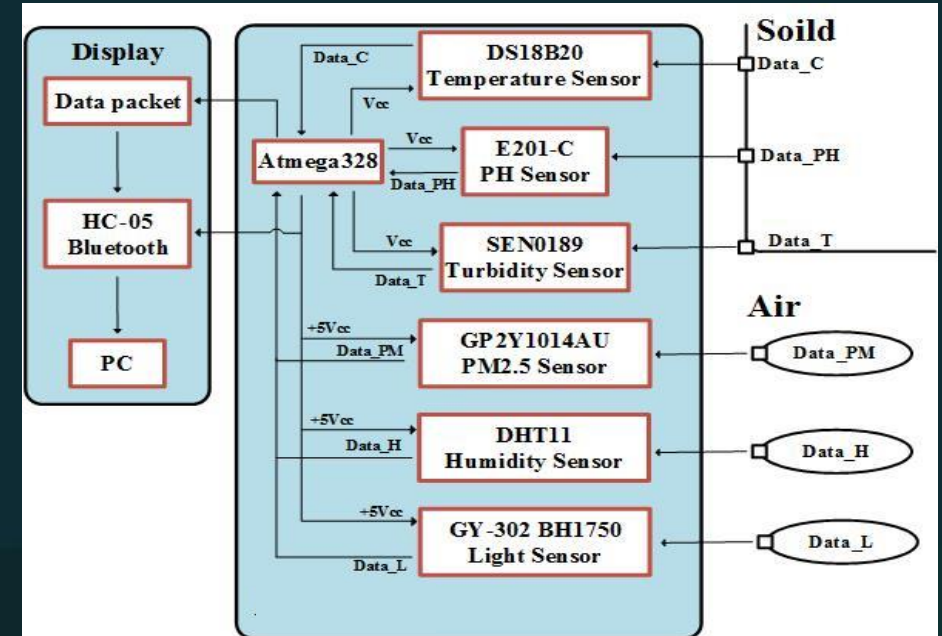 Display
Data packet
HC-05
Bluetooth
PC
Atmega328
Data_C
Vcc
DS18B20
Temperature Sensor
Vcc
Data_PH
E201-C
PH Sensor
Vcc
Data_T
SEN0189
Turbidity Sensor
+5Vcc
Data_PM
GP2Y1014AU
PM2.5 Sensor
+5Vcc
Data_H
DHT11
Humidity Sensor
+5Vcc
Data_L
GY-302 BH1750
Light Sensor
Soild
Data_C
Data_PH
Data_T
Air
Data_PM
Data_H
Data_L